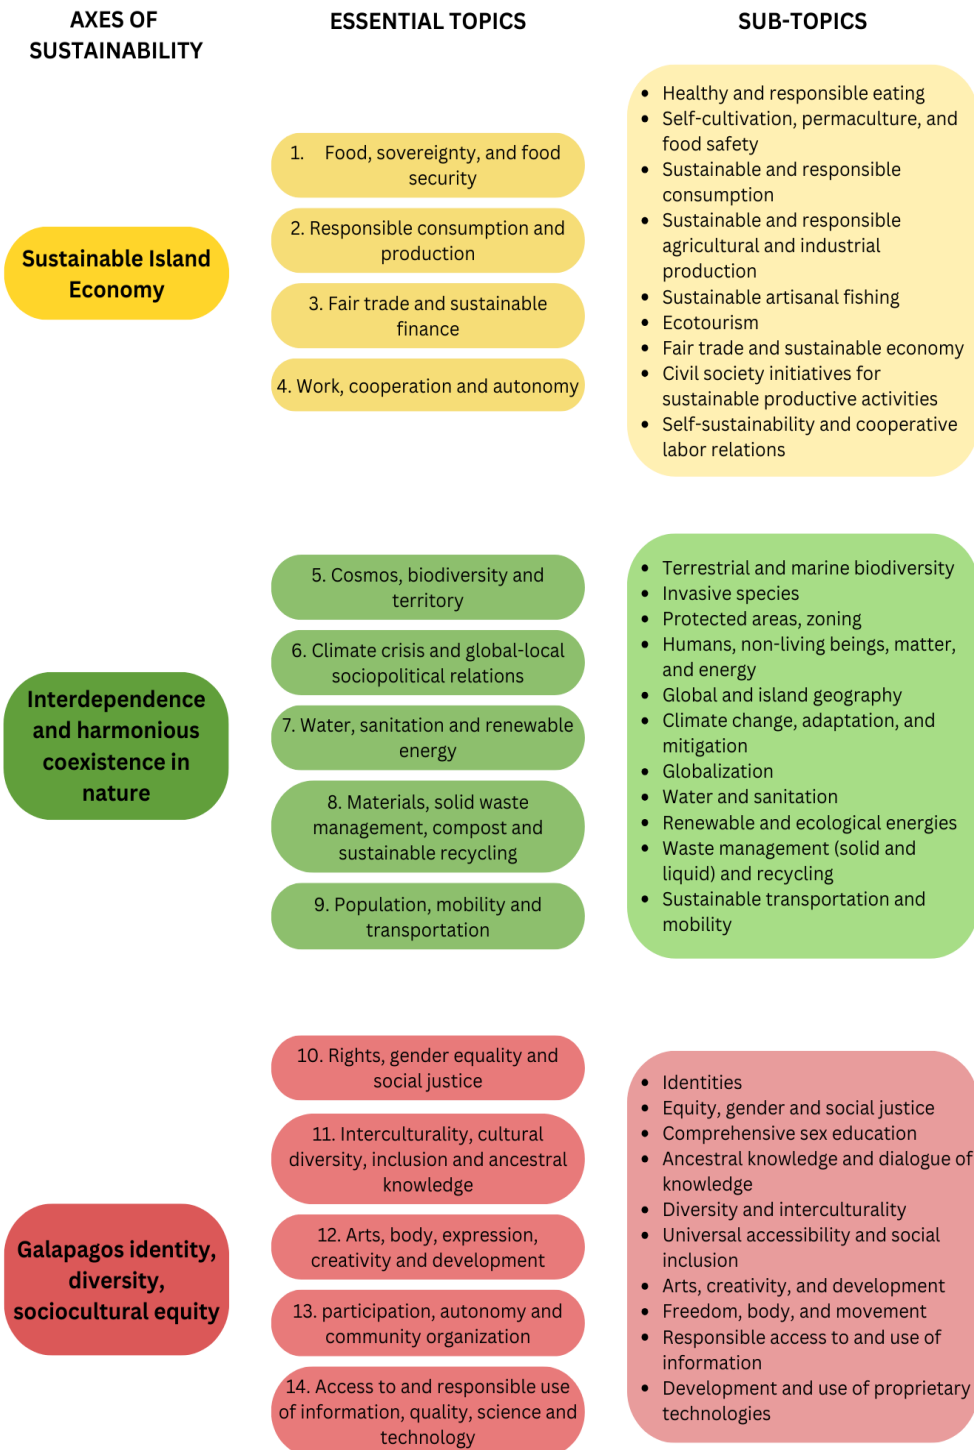 AXES OF
SUSTAINABILITY
ESSENTIAL TOPICS
SUB-TOPICS
Sustainable Island
Economy
1. Food, sovereignty, and food
security
2. Responsible consumption and
production
3. Fair trade and sustainable
finance
4. Work, cooperation and autonomy
• Healthy and responsible eating
• Self-cultivation, permaculture, and
food safety
• Sustainable and responsible
consumption
• Sustainable and responsible
agricultural and industrial
production
• Sustainable artisanal fishing
• Ecotourism
• Fair trade and sustainable economy
• Civil society initiatives for
sustainable productive activities
• Self-sustainability and cooperative
labor relations
Interdependence
and harmonious
coexistence in
nature
5. Cosmos, biodiversity and
territory
6. Climate crisis and global-local
sociopolitical relations
7. Water, sanitation and renewable
energy
8. Materials, solid waste
management, compost and
sustainable recycling
9. Population, mobility and
transportation
• Terrestrial and marine biodiversity
• Invasive species
• Protected areas, zoning
• Humans, non-living beings, matter,
and energy
• Global and island geography
• Climate change, adaptation, and
mitigation
• Globalization
• Water and sanitation
• Renewable and ecological energies
• Waste management (solid and
liquid) and recycling
• Sustainable transportation and
mobility
Galapagos identity,
diversity,
sociocultural equity
10. Rights, gender equality and
social justice
11. Interculturality, cultural
diversity, inclusion and ancestral
knowledge
12. Arts, body, expression,
creativity and development
13. participation, autonomy and
community organization
14. Access to and responsible use
of information, quality, science and
technology
• Identities
• Equity, gender and social justice
• Comprehensive sex education
• Ancestral knowledge and dialogue of
knowledge
• Diversity and interculturality
• Universal accessibility and social
inclusion
• Arts, creativity, and development
• Freedom, body, and movement
• Responsible access to and use of
information
• Development and use of proprietary
technologies